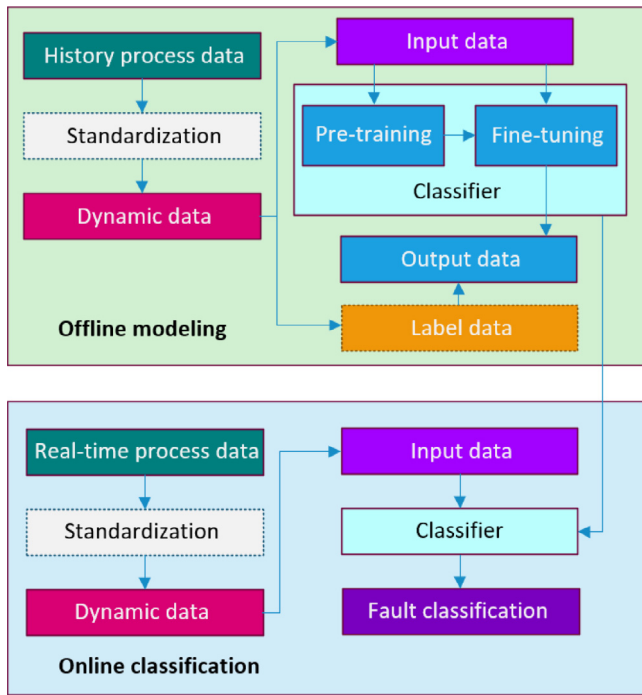 History process data
Standardization
Dynamic data
Input data
Pre-training
Fine-tuning
Classifier
Output data
Label data
Offline modeling
Real-time process data
Standardization
Dynamic data
Input data
Classifier
Fault classification
Online classification